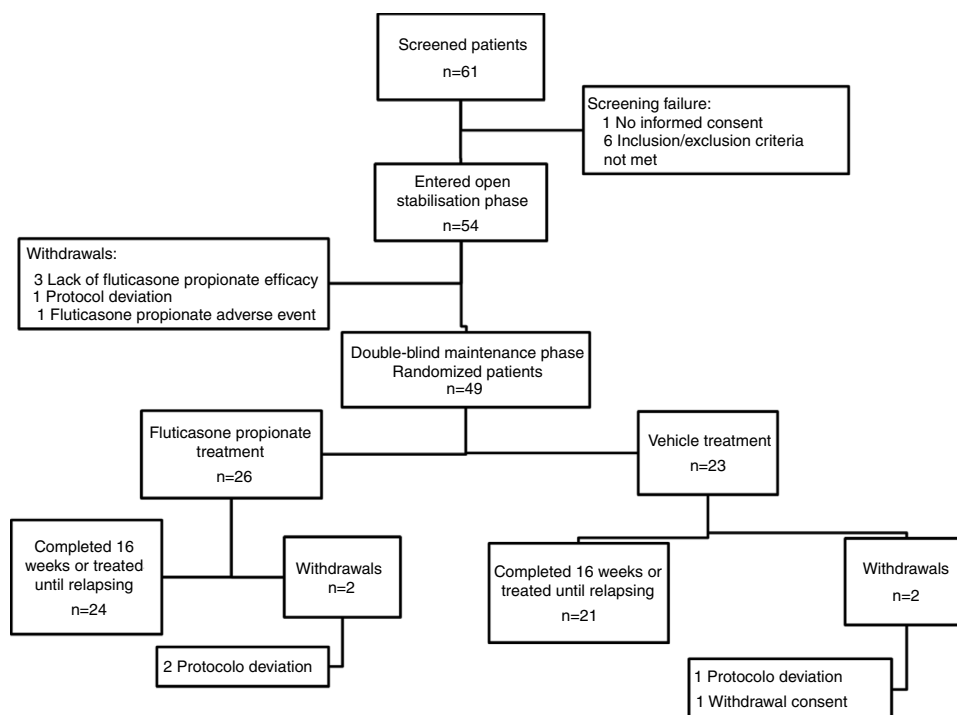 Screened patients
n=61
Screening failure:
1 No informed consent
6 Inclusion/exclusion criteria
not met
Entered open
stabilisation phase
n=54
Withdrawals:
3 Lack of fluticasone propionate efficacy
1 Protocol deviation
1 Fluticasone propionate adverse event
Double-blind maintenance phase
Randomized patients
n=49
Fluticasone propionate
treatment
n=26
Vehicle treatment
n=23
Completed 16
weeks or treated
until relapsing
n=24
Withdrawals
n=2
Completed 16 weeks or
treated until relapsing
n=21
Withdrawals
n=2
2 Protocolo deviation
1 Protocolo deviation
1 Withdrawal consent